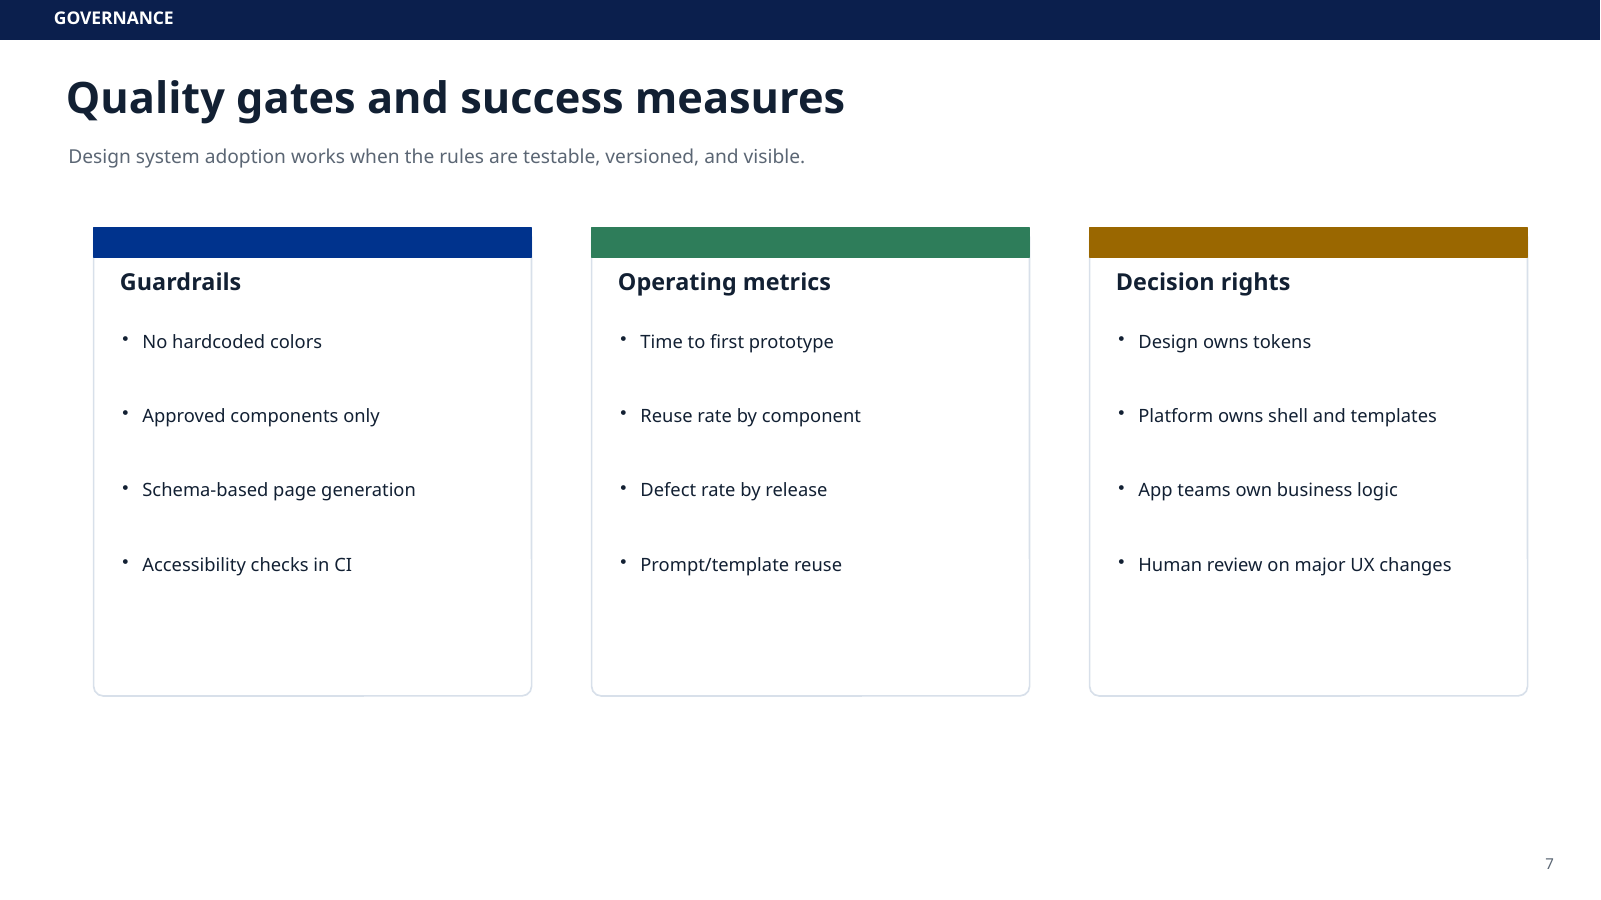 GOVERNANCE
Quality gates and success measures
Design system adoption works when the rules are testable, versioned, and visible.
Guardrails
• No hardcoded colors
• Approved components only
• Schema-based page generation
• Accessibility checks in CI
Operating metrics
• Time to first prototype
• Reuse rate by component
• Defect rate by release
• Prompt/template reuse
Decision rights
• Design owns tokens
• Platform owns shell and templates
• App teams own business logic
• Human review on major UX changes
7